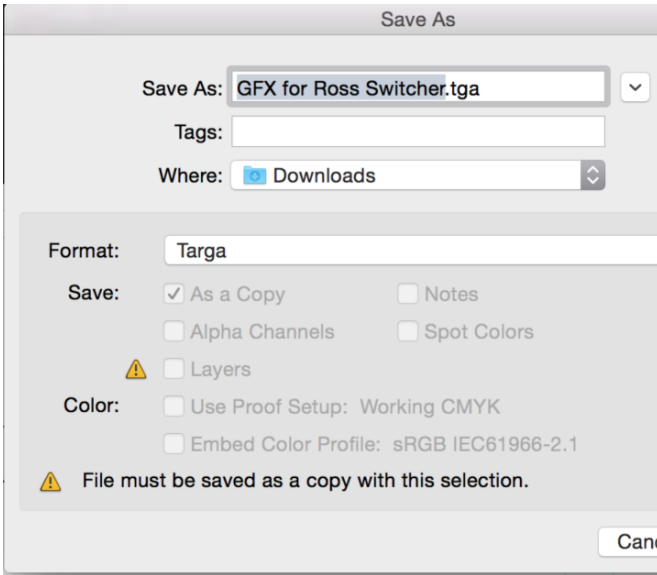 Save As
Save As: GFX for Ross Switcher.tga
Tags:
Where: Downloads
Format: Targa
Save: As a Copy Notes
Alpha Channels Spot Colors
Layers
Color: Use Proof Setup: Working CMYK
Embed Color Profile: sRGB IEC61966-2.1
File must be saved as a copy with this selection.